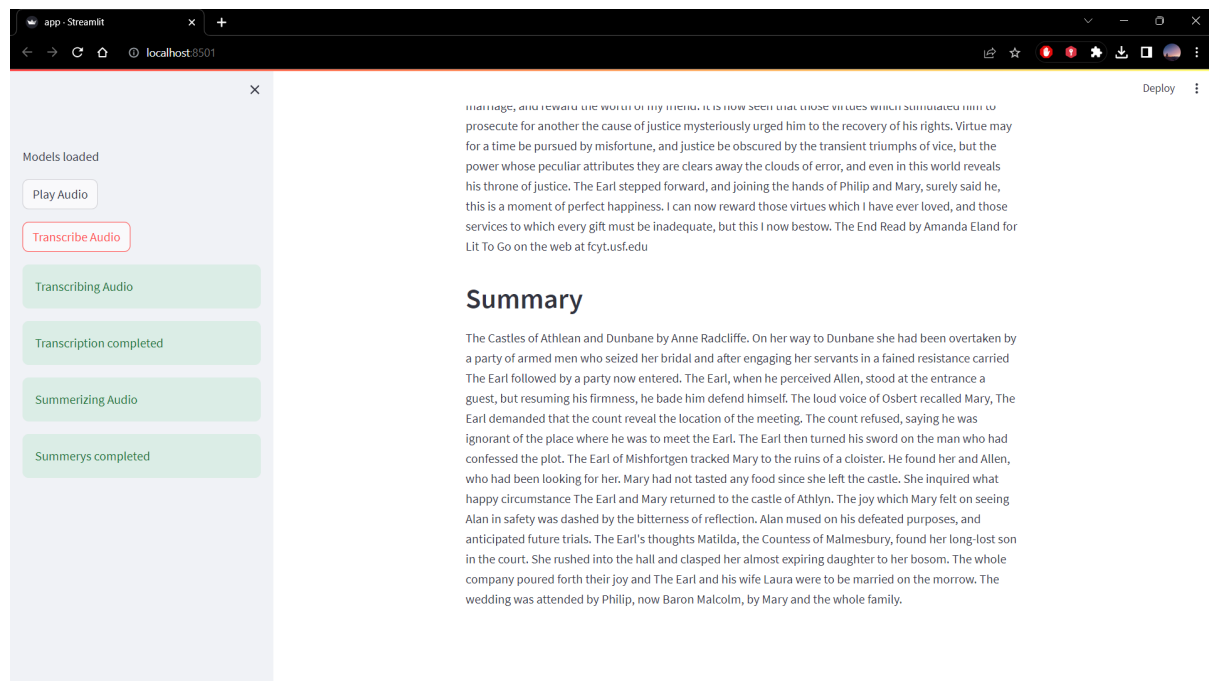 app · Streamlit
localhost:8501
Deploy
Models loaded
Play Audio
Transcribe Audio
Transcribing Audio
Transcription completed
Summerizing Audio
Summerys completed
marriage, and reward the worth of my friend. It is now seen that those virtues which stimulated him to
prosecute for another the cause of justice mysteriously urged him to the recovery of his rights. Virtue may
for a time be pursued by misfortune, and justice be obscured by the transient triumphs of vice, but the
power whose peculiar attributes they are clears away the clouds of error, and even in this world reveals
his throne of justice. The Earl stepped forward, and joining the hands of Philip and Mary, surely said he,
this is a moment of perfect happiness. I can now reward those virtues which I have ever loved, and those
services to which every gift must be inadequate, but this I now bestow. The End Read by Amanda Eland for
Lit To Go on the web at fcyt.usf.edu
Summary
The Castles of Athlean and Dunbane by Anne Radcliffe. On her way to Dunbane she had been overtaken by
a party of armed men who seized her bridal and after engaging her servants in a fained resistance carried
The Earl followed by a party now entered. The Earl, when he perceived Allen, stood at the entrance a
guest, but resuming his firmness, he bade him defend himself. The loud voice of Osbert recalled Mary, The
Earl demanded that the count reveal the location of the meeting. The count refused, saying he was
ignorant of the place where he was to meet the Earl. The Earl then turned his sword on the man who had
confessed the plot. The Earl of Mishfortgen tracked Mary to the ruins of a cloister. He found her and Allen,
who had been looking for her. Mary had not tasted any food since she left the castle. She inquired what
happy circumstance The Earl and Mary returned to the castle of Athlyn. The joy which Mary felt on seeing
Alan in safety was dashed by the bitterness of reflection. Alan mused on his defeated purposes, and
anticipated future trials. The Earl's thoughts Matilda, the Countess of Malmesbury, found her long-lost son
in the court. She rushed into the hall and clasped her almost expiring daughter to her bosom. The whole
company poured forth their joy and The Earl and his wife Laura were to be married on the morrow. The
wedding was attended by Philip, now Baron Malcolm, by Mary and the whole family.